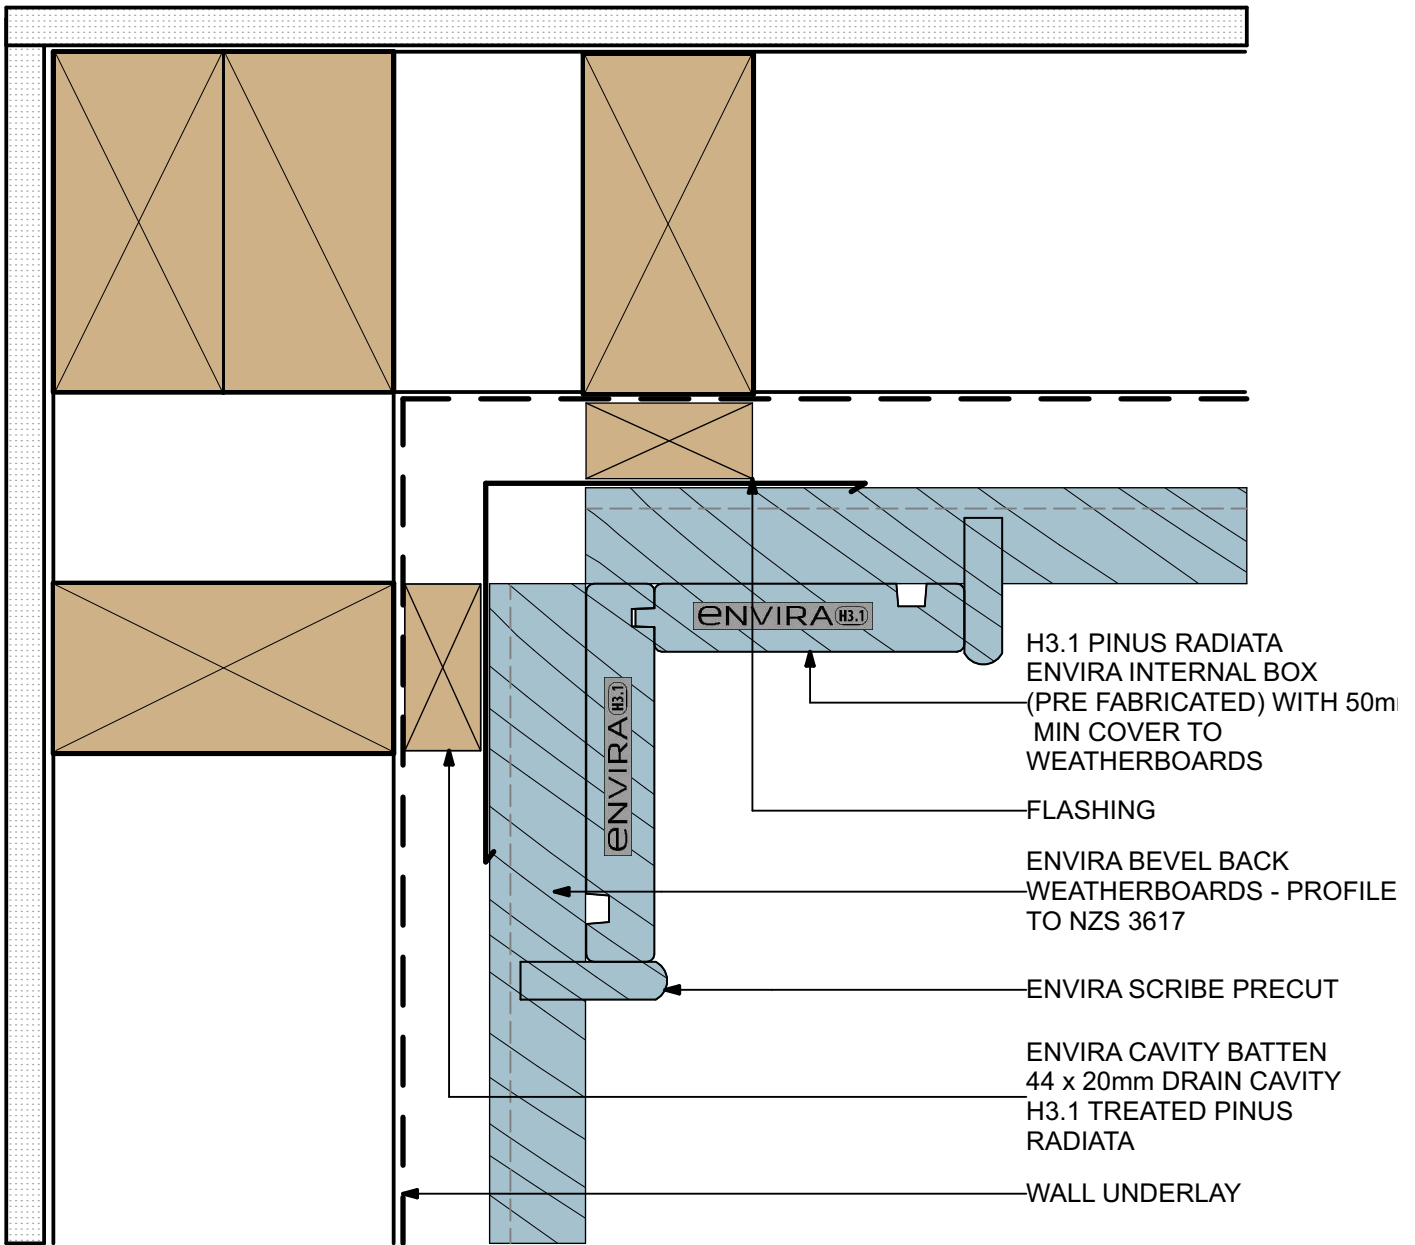 eNVIRA H3.1
eNVIRA H3.1
H3.1 PINUS RADIATA
ENVIRA INTERNAL BOX
(PRE FABRICATED) WITH 50m
MIN COVER TO
WEATHERBOARDS
FLASHING
ENVIRA BEVEL BACK
WEATHERBOARDS - PROFILE
TO NZS 3617
ENVIRA SCRIBE PRECUT
ENVIRA CAVITY BATTEN
44 x 20mm DRAIN CAVITY
H3.1 TREATED PINUS
RADIATA
WALL UNDERLAY